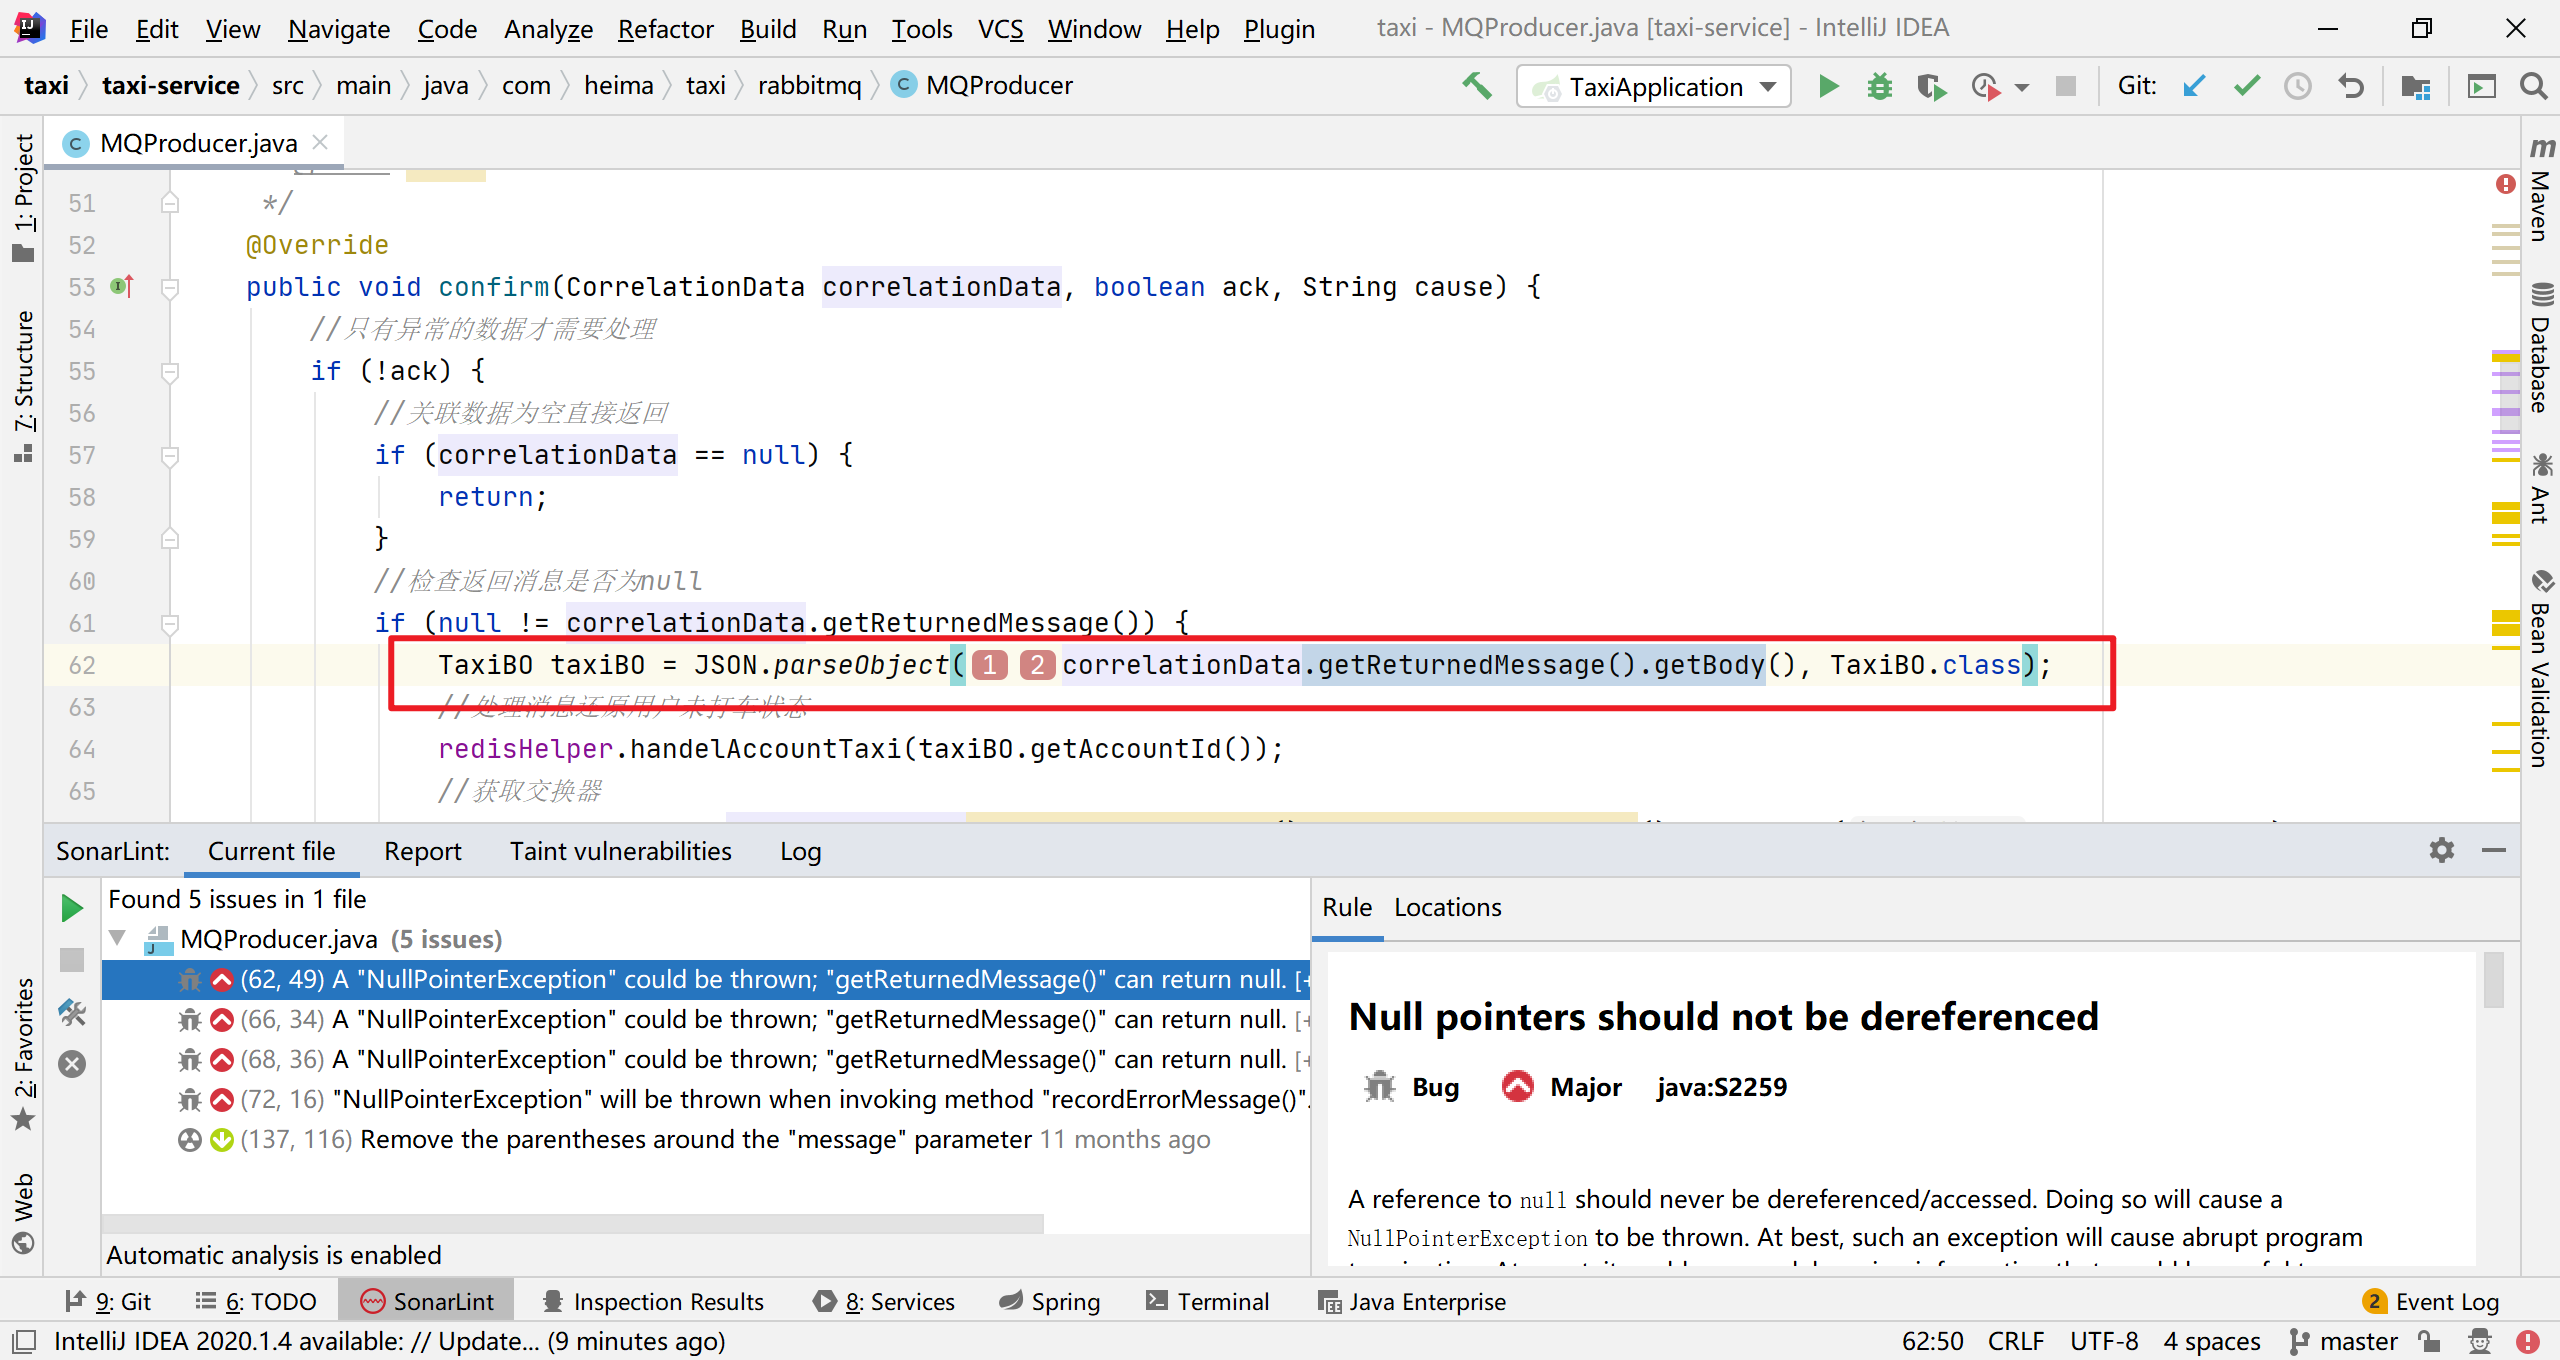 File Edit View Navigate Code Analyze Refactor Build Run Tools VCS Window Help Plugin taxi - MQProducer.java [taxi-service] - IntelliJ IDEA
taxi taxi-service src main java com heima taxi rabbitmq MQProducer TaxiApplication Git:
MQProducer.java
1: Project
7: Structure
2: Favorites
Web
51 */
52 @Override
53 public void confirm(CorrelationData correlationData, boolean ack, String cause) {
54 //只有异常的数据才需要处理
55 if (!ack) {
56 //关联数据为空直接返回
57 if (correlationData == null) {
58 return;
59 }
60 //检查返回消息是否为null
61 if (null != correlationData.getReturnedMessage()) {
62 TaxiBO taxiBO = JSON.parseObject( 1 2 correlationData.getReturnedMessage().getBody(), TaxiBO.class);
63 //处理消息还原用户未打车状态
64 redisHelper.handelAccountTaxi(taxiBO.getAccountId());
65 //获取交换器
Maven
Database
Ant
Bean Validation
SonarLint: Current file Report Taint vulnerabilities Log
Found 5 issues in 1 file
MQProducer.java (5 issues)
(62, 49) A "NullPointerException" could be thrown; "getReturnedMessage()" can return null. [+
(66, 34) A "NullPointerException" could be thrown; "getReturnedMessage()" can return null. [+
(68, 36) A "NullPointerException" could be thrown; "getReturnedMessage()" can return null. [+
(72, 16) "NullPointerException" will be thrown when invoking method "recordErrorMessage()".
(137, 116) Remove the parentheses around the "message" parameter 11 months ago
Automatic analysis is enabled
Rule Locations
Null pointers should not be dereferenced
Bug Major java:S2259
A reference to null should never be dereferenced/accessed. Doing so will cause a
NullPointerException to be thrown. At best, such an exception will cause abrupt program
9: Git 6: TODO SonarLint Inspection Results 8: Services Spring Terminal Java Enterprise 2 Event Log
IntelliJ IDEA 2020.1.4 available: // Update... (9 minutes ago) 62:50 CRLF UTF-8 4 spaces master